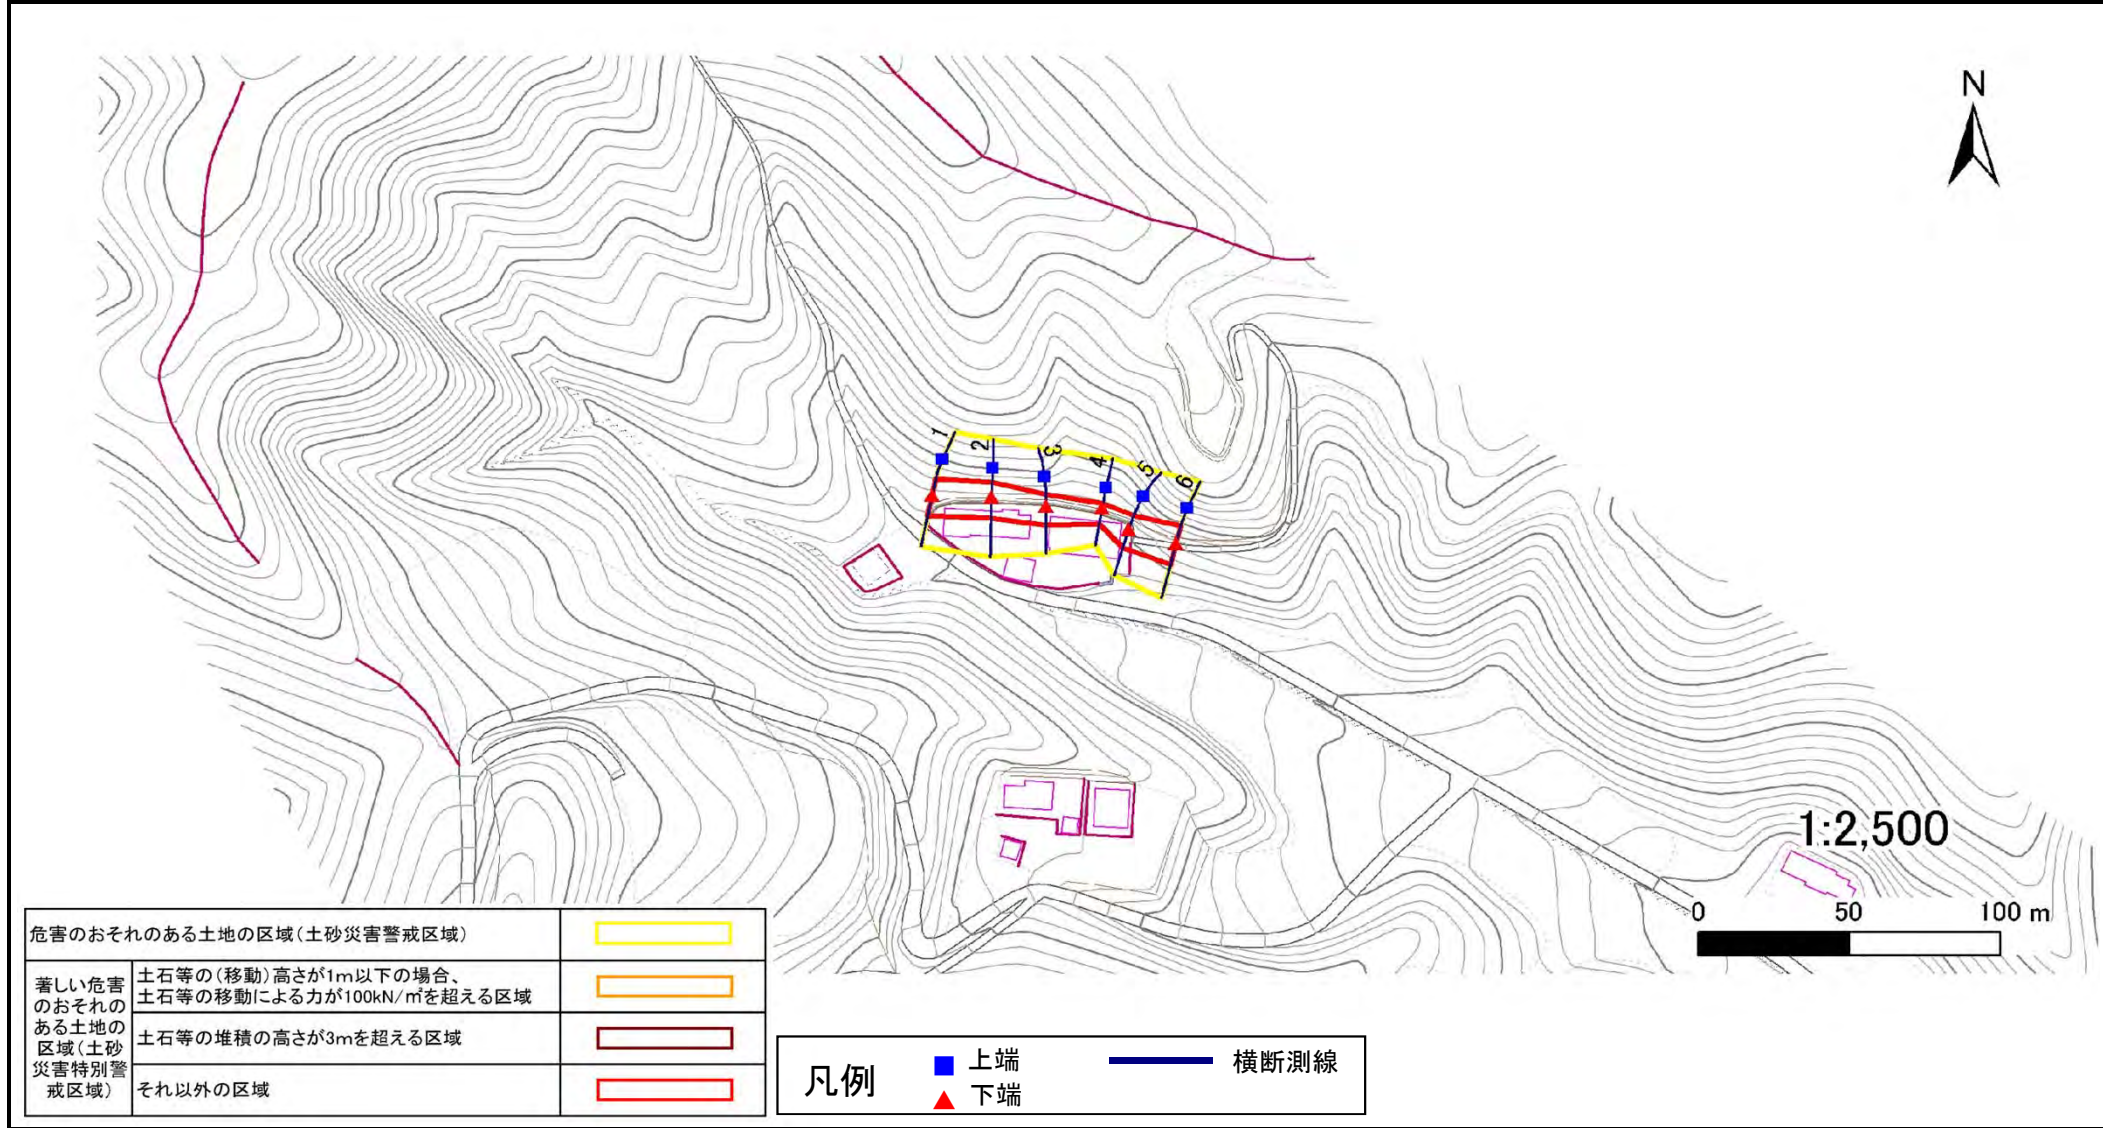 N
1
2
3
4
5
6
1:2,500
0 50 100 m
危害のおそれのある土地の区域（土砂災害警戒区域）
著しい危害
のおそれの
ある土地の
区域（土砂
災害特別警
戒区域）
土石等の（移動）高さが1m以下の場合、
土石等の移動による力が100kN/㎡を超える区域
土石等の堆積の高さが3mを超える区域
それ以外の区域
凡例
上端
下端
横断測線